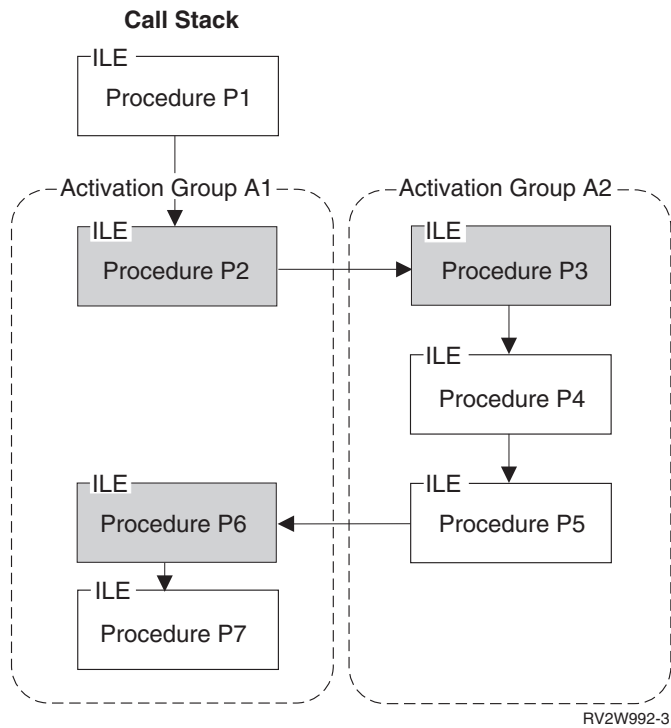 Call Stack
ILE
Procedure P1
Activation Group A1
Activation Group A2
ILE
Procedure P2
ILE
Procedure P3
ILE
Procedure P4
ILE
Procedure P6
ILE
Procedure P5
ILE
Procedure P7
RV2W992-3